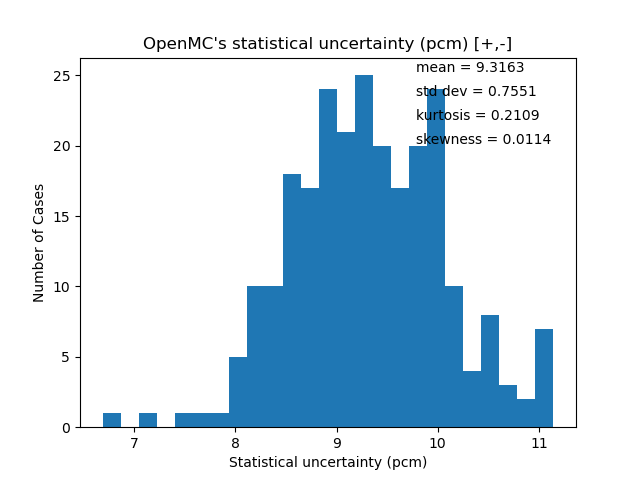 OpenMC's statistical uncertainty (pcm) [+,-]
mean = 9.3163
std dev = 0.7551
kurtosis = 0.2109
skewness = 0.0114
25
20
15
10
5
0
Number of Cases
7 8 9 10 11
Statistical uncertainty (pcm)